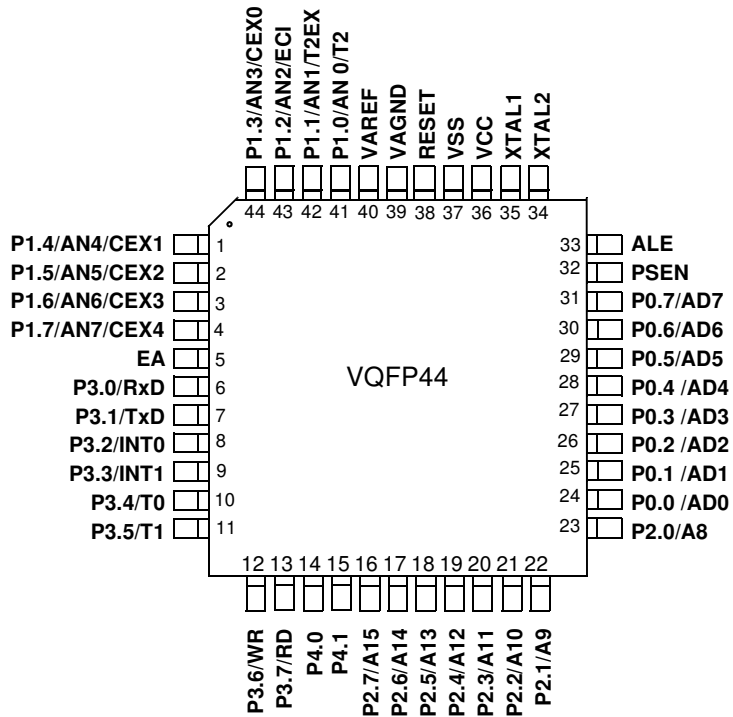 P1.3/AN3/CEX0
P1.2/AN2/ECI
P1.1/AN1/T2EX
P1.0/AN 0/T2
VAREF
VAGND
RESET
VSS
VCC
XTAL1
XTAL2
44 43 42 41 40 39 38 37 36 35 34
P1.4/AN4/CEX1 1
P1.5/AN5/CEX2 2
P1.6/AN6/CEX3 3
P1.7/AN7/CEX4 4
EA 5
P3.0/RxD 6
P3.1/TxD 7
P3.2/INT0 8
P3.3/INT1 9
P3.4/T0 10
P3.5/T1 11
VQFP44
33 ALE
32 PSEN
31 P0.7/AD7
30 P0.6/AD6
29 P0.5/AD5
28 P0.4 /AD4
27 P0.3 /AD3
26 P0.2 /AD2
25 P0.1 /AD1
24 P0.0 /AD0
23 P2.0/A8
12 13 14 15 16 17 18 19 20 21 22
P3.6/WR
P3.7/RD
P4.0
P4.1
P2.7/A15
P2.6/A14
P2.5/A13
P2.4/A12
P2.3/A11
P2.2/A10
P2.1/A9